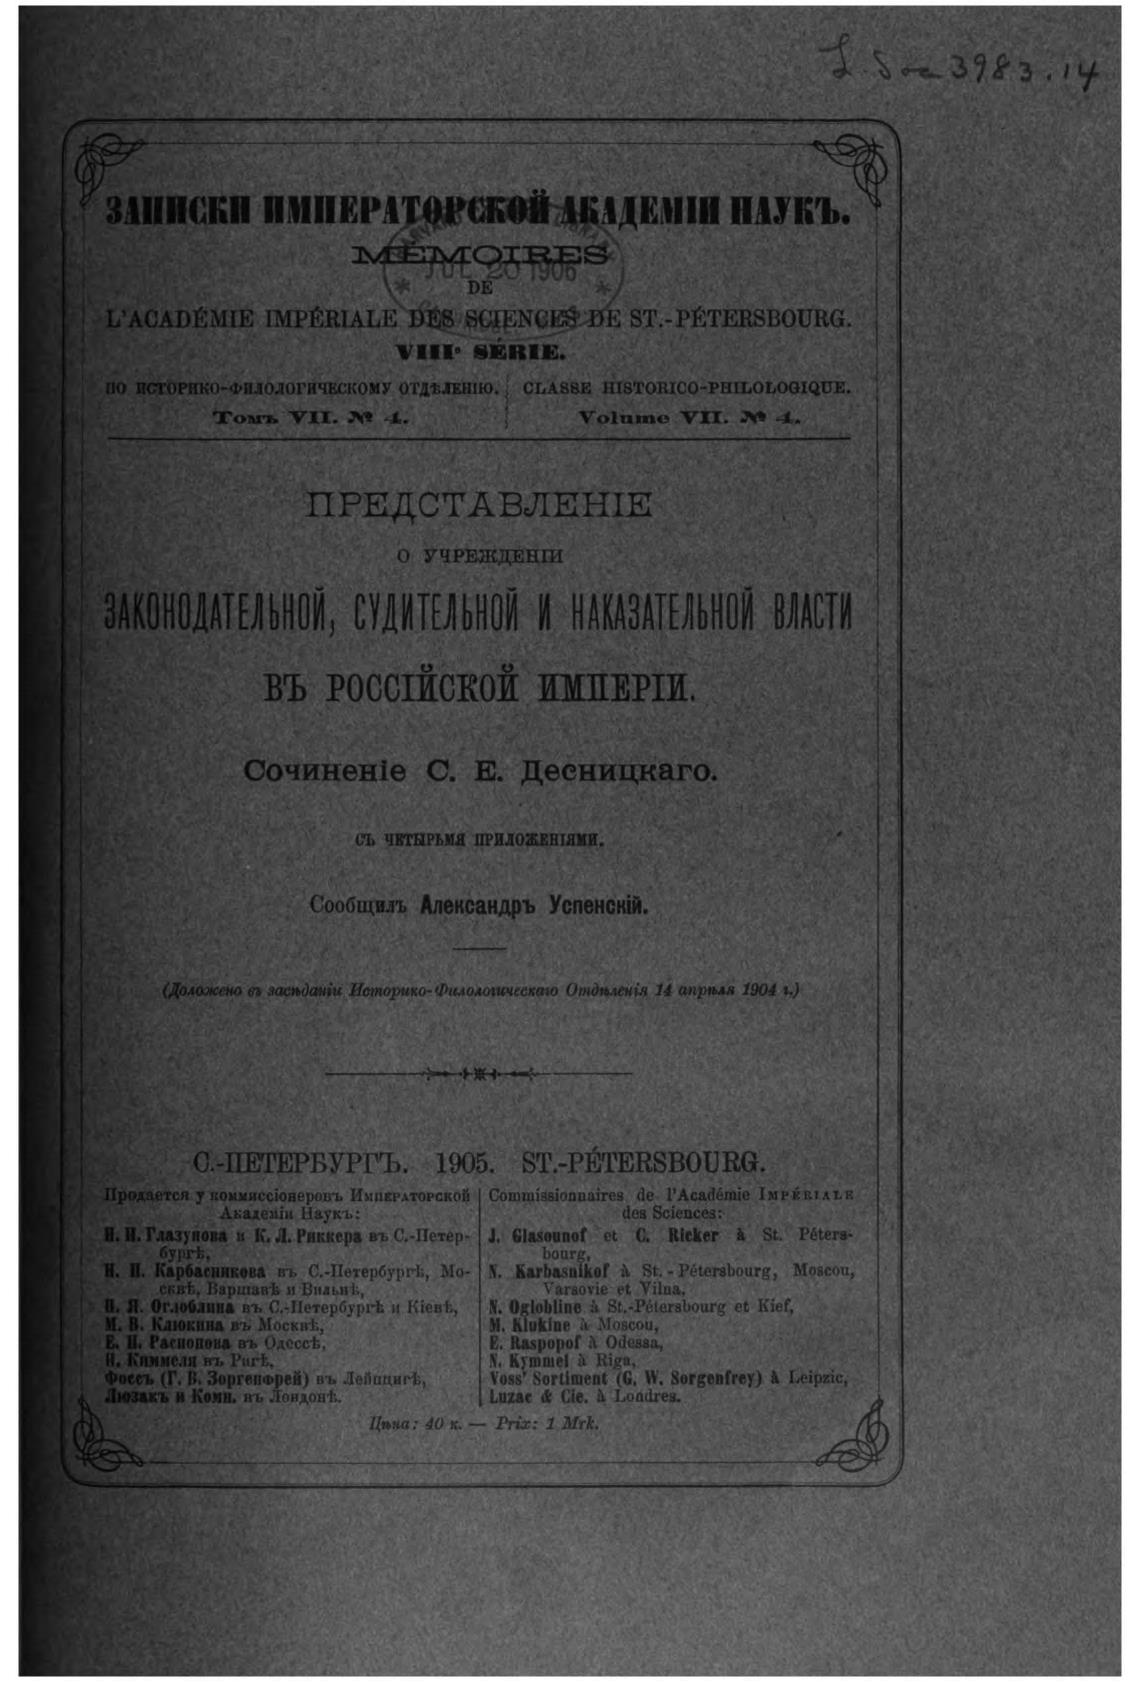 L Soc 3983.14
ЗАПИСКИ ИМПЕРАТОРСКОЙ АКАДЕМІИ НАУКЪ.
MÉMOIRES
JUL 20 1906
DE
L'ACADÉMIE IMPÉRIALE DES SCIENCES DE ST.-PÉTERSBOURG.
VIIIe SÉRIE.
ПО ИСТОРИКО-ФИЛОЛОГИЧЕСКОМУ ОТДѢЛЕНІЮ.
Томъ VII. № 4.
CLASSE HISTORICO-PHILOLOGIQUE.
Volume VII. № 4.
ПРЕДСТАВЛЕНІЕ
О УЧРЕЖДЕНІИ
ЗАКОНОДАТЕЛЬНОЙ, СУДИТЕЛЬНОЙ И НАКАЗАТЕЛЬНОЙ ВЛАСТИ
ВЪ РОССІЙСКОЙ ИМПЕРІИ.
Сочиненіе С. Е. Десницкаго.
СЪ ЧЕТЫРЬМЯ ПРИЛОЖЕНІЯМИ.
Сообщилъ Александръ Успенскій.
(Доложено въ засѣданіи Историко-Филологическаго Отдѣленія 14 апрѣля 1904 г.)
С.-ПЕТЕРБУРГЪ. 1905. ST.-PÉTERSBOURG.
Продается у коммиссіонеровъ Императорской
Академіи Наукъ:
И. И. Глазунова и К. Л. Риккера въ С.-Петер-
бургѣ,
Н. П. Карбасникова въ С.-Петербургѣ, Мо-
сквѣ, Варшавѣ и Вильнѣ,
Н. Я. Оглоблина въ С.-Петербургѣ и Кіевѣ,
М. В. Клюкина въ Москвѣ,
Е. П. Распопова въ Одессѣ,
Н. Киммеля въ Ригѣ,
Фоссъ (Г. В. Зоргенфрей) въ Лейпцигѣ,
Люзакъ и Комп. въ Лондонѣ.
Commissionnaires de l'Académie IMPÉRIALE
des Sciences:
J. Glasounof et C. Ricker à St. Péters-
bourg,
N. Karbasnikof à St.-Pétersbourg, Moscou,
Varsovie et Vilna,
N. Oglobline à St.-Pétersbourg et Kief,
M. Klukine à Moscou,
E. Raspopof à Odessa,
N. Kymmel à Riga,
Voss' Sortiment (G. W. Sorgenfrey) à Leipzic,
Luzac & Cie. à Londres.
Цѣна: 40 к. — Prix: 1 Mrk.